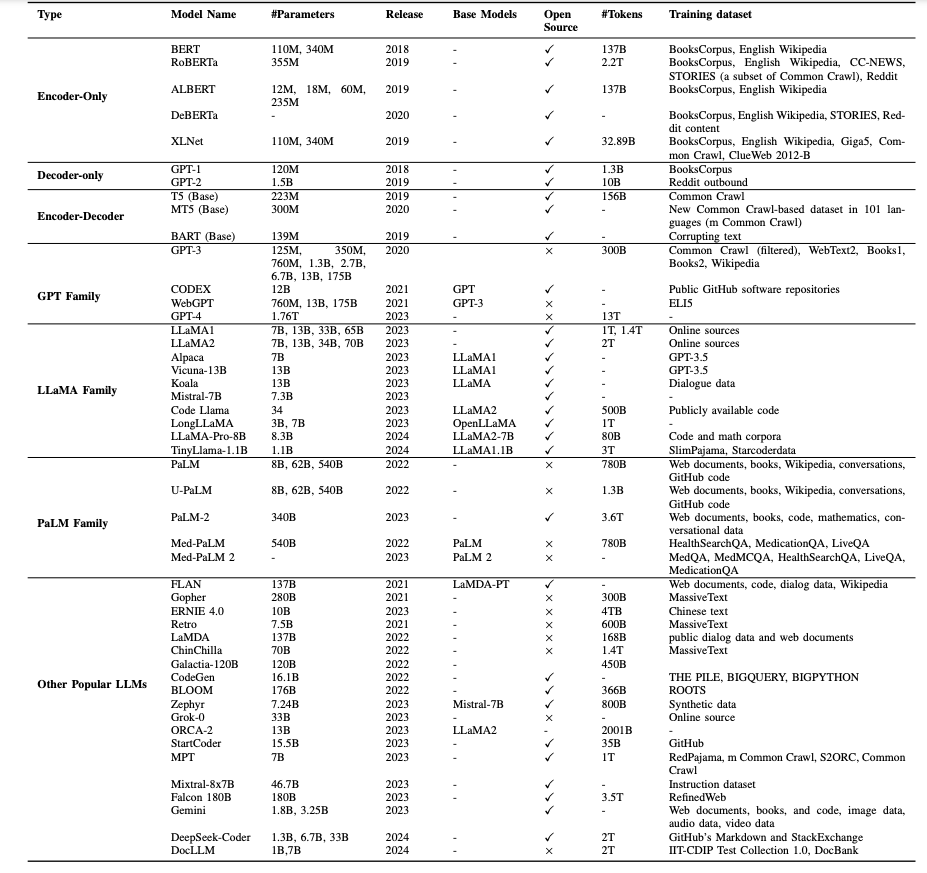 Type Model Name #Parameters Release Base Models Open #Tokens Training dataset
Source
BERT 110M, 340M 2018 - ✓ 137B BooksCorpus, English Wikipedia
RoBERTa 355M 2019 - ✓ 2.2T BooksCorpus, English Wikipedia, CC-NEWS,
STORIES (a subset of Common Crawl), Reddit
Encoder-Only ALBERT 12M, 18M, 60M, 2019 - ✓ 137B BooksCorpus, English Wikipedia
235M
DeBERTa - 2020 - ✓ - BooksCorpus, English Wikipedia, STORIES, Red-
dit content
XLNet 110M, 340M 2019 - ✓ 32.89B BooksCorpus, English Wikipedia, Giga5, Com-
mon Crawl, ClueWeb 2012-B
Decoder-only GPT-1 120M 2018 - ✓ 1.3B BooksCorpus
GPT-2 1.5B 2019 - ✓ 10B Reddit outbound
T5 (Base) 223M 2019 - ✓ 156B Common Crawl
Encoder-Decoder MT5 (Base) 300M 2020 - ✓ - New Common Crawl-based dataset in 101 lan-
guages (m Common Crawl)
BART (Base) 139M 2019 - ✓ - Corrupting text
GPT-3 125M, 350M, 2020 × 300B Common Crawl (filtered), WebText2, Books1,
760M, 1.3B, 2.7B, Books2, Wikipedia
6.7B, 13B, 175B
GPT Family CODEX 12B 2021 GPT ✓ - Public GitHub software repositories
WebGPT 760M, 13B, 175B 2021 GPT-3 × - ELI5
GPT-4 1.76T 2023 - × 13T -
LLaMA1 7B, 13B, 33B, 65B 2023 - ✓ 1T, 1.4T Online sources
LLaMA2 7B, 13B, 34B, 70B 2023 - ✓ 2T Online sources
Alpaca 7B 2023 LLaMA1 ✓ - GPT-3.5
Vicuna-13B 13B 2023 LLaMA1 ✓ - GPT-3.5
LLaMA Family Koala 13B 2023 LLaMA ✓ - Dialogue data
Mistral-7B 7.3B 2023 ✓ - -
Code Llama 34 2023 LLaMA2 ✓ 500B Publicly available code
LongLLaMA 3B, 7B 2023 OpenLLaMA ✓ 1T -
LLaMA-Pro-8B 8.3B 2024 LLaMA2-7B ✓ 80B Code and math corpora
TinyLlama-1.1B 1.1B 2024 LLaMA1.1B ✓ 3T SlimPajama, Starcoderdata
PaLM 8B, 62B, 540B 2022 - × 780B Web documents, books, Wikipedia, conversations,
GitHub code
U-PaLM 8B, 62B, 540B 2022 - × 1.3B Web documents, books, Wikipedia, conversations,
GitHub code
PaLM Family PaLM-2 340B 2023 - ✓ 3.6T Web documents, books, code, mathematics, con-
versational data
Med-PaLM 540B 2022 PaLM × 780B HealthSearchQA, MedicationQA, LiveQA
Med-PaLM 2 - 2023 PaLM 2 × - MedQA, MedMCQA, HealthSearchQA, LiveQA,
MedicationQA
FLAN 137B 2021 LaMDA-PT ✓ - Web documents, code, dialog data, Wikipedia
Gopher 280B 2021 - × 300B MassiveText
ERNIE 4.0 10B 2023 - × 4TB Chinese text
Retro 7.5B 2021 - × 600B MassiveText
LaMDA 137B 2022 - × 168B public dialog data and web documents
ChinChilla 70B 2022 - × 1.4T MassiveText
Galactia-120B 120B 2022 - 450B
Other Popular LLMs CodeGen 16.1B 2022 - ✓ - THE PILE, BIGQUERY, BIGPYTHON
BLOOM 176B 2022 - ✓ 366B ROOTS
Zephyr 7.24B 2023 Mistral-7B ✓ 800B Synthetic data
Grok-0 33B 2023 - × - Online source
ORCA-2 13B 2023 LLaMA2 - 2001B -
StartCoder 15.5B 2023 - ✓ 35B GitHub
MPT 7B 2023 - ✓ 1T RedPajama, m Common Crawl, S2ORC, Common
Crawl
Mixtral-8x7B 46.7B 2023 - ✓ - Instruction dataset
Falcon 180B 180B 2023 - ✓ 3.5T RefinedWeb
Gemini 1.8B, 3.25B 2023 ✓ - Web documents, books, and code, image data,
audio data, video data
DeepSeek-Coder 1.3B, 6.7B, 33B 2024 - ✓ 2T GitHub's Markdown and StackExchange
DocLLM 1B,7B 2024 - × 2T IIT-CDIP Test Collection 1.0, DocBank